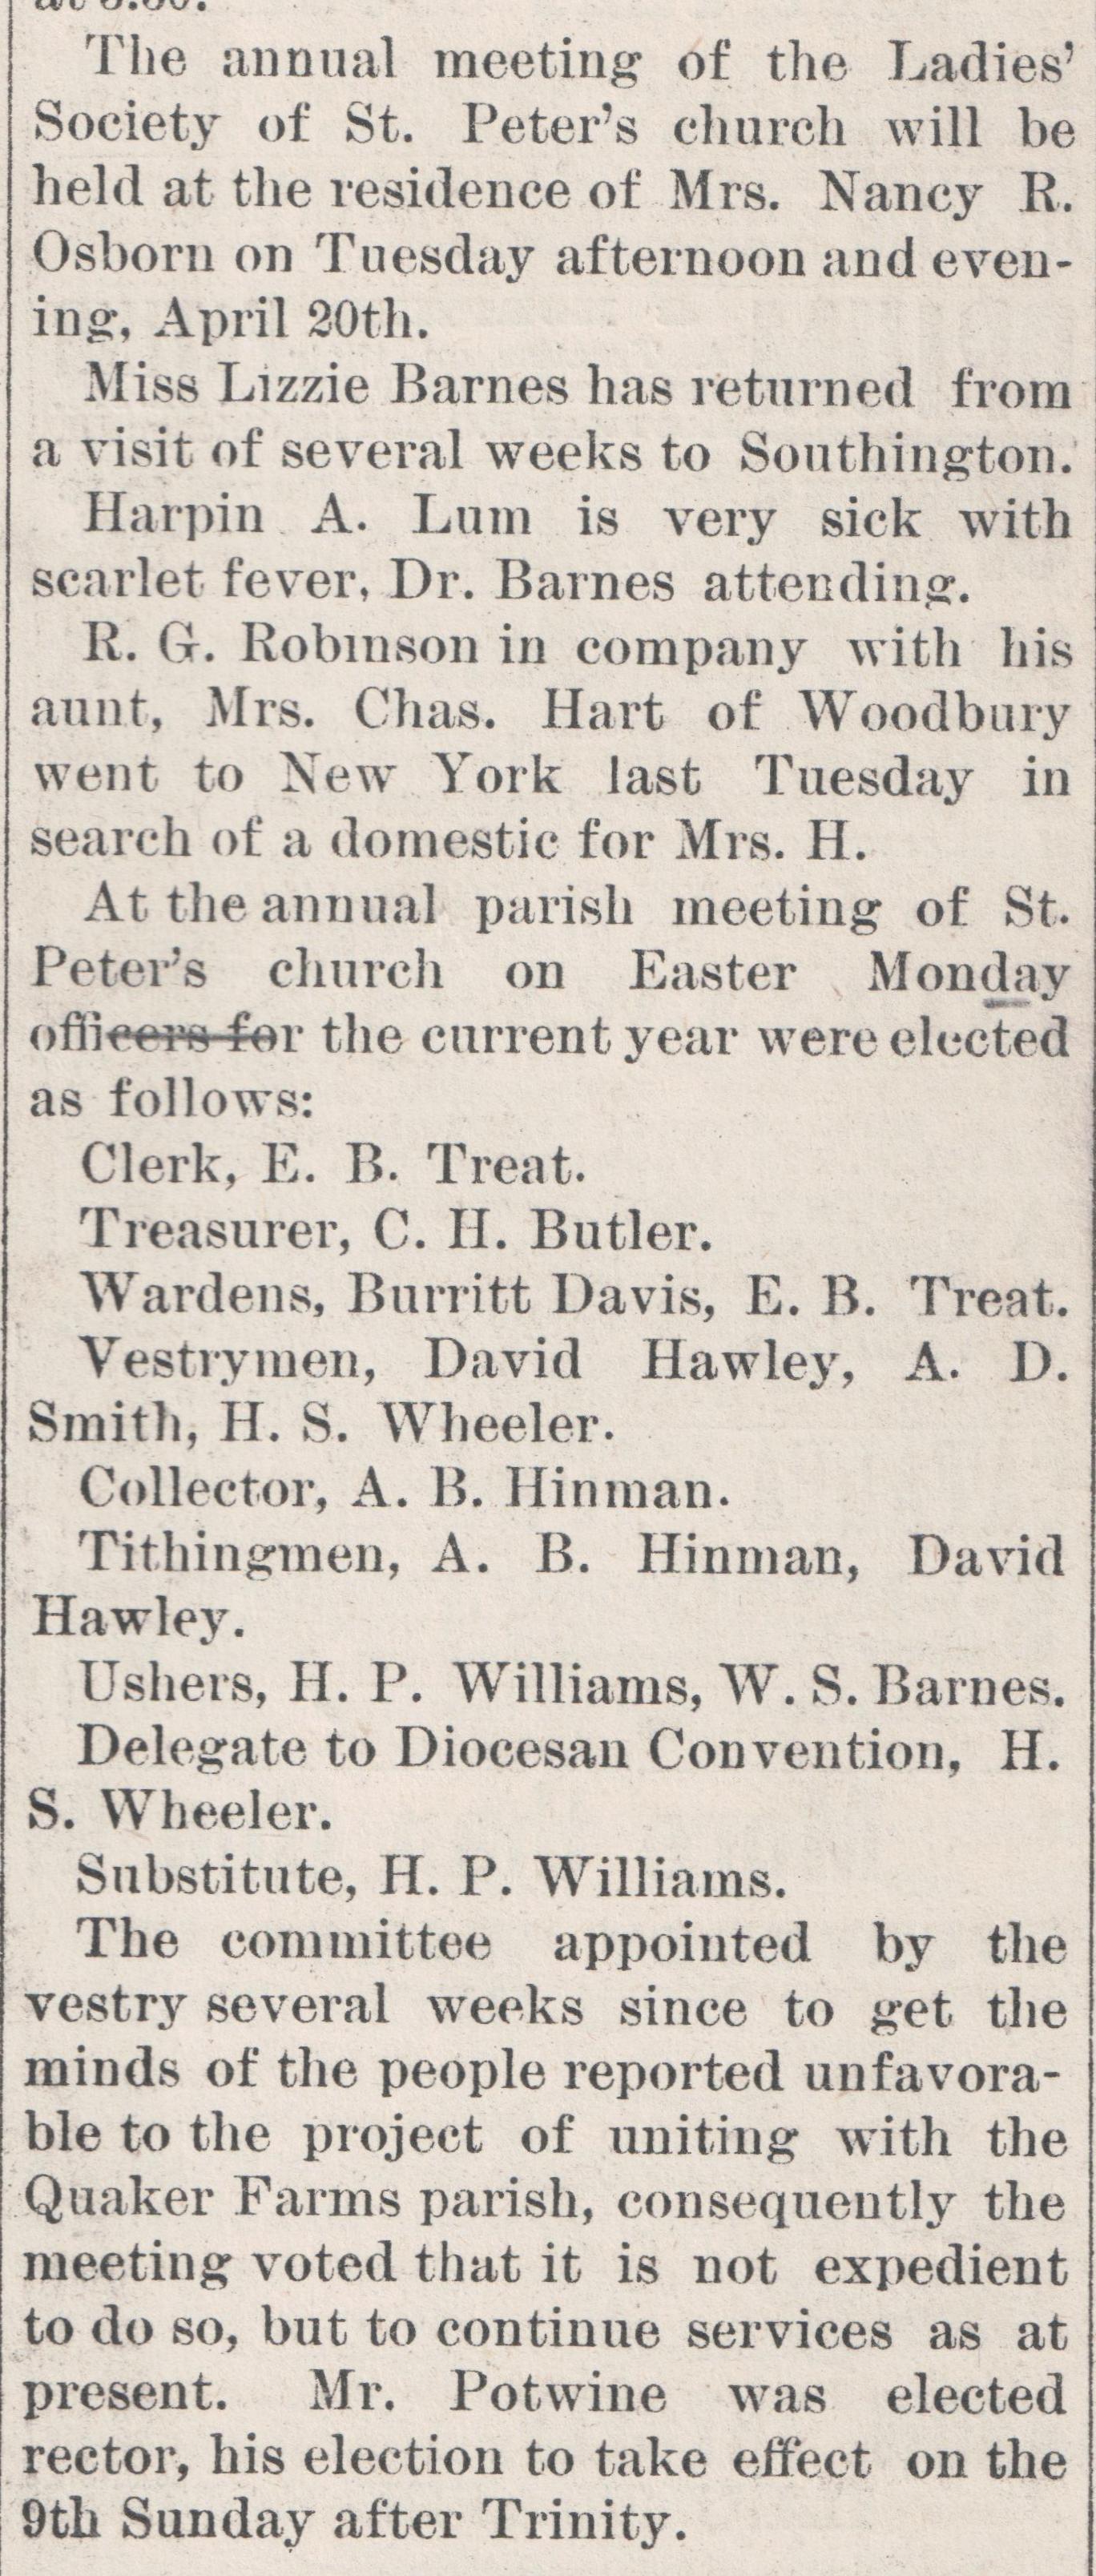 at 8.30.
The annual meeting of the Ladies'
Society of St. Peter's church will be
held at the residence of Mrs. Nancy R.
Osborn on Tuesday afternoon and even-
ing, April 20th.
Miss Lizzie Barnes has returned from
a visit of several weeks to Southington.
Harpin A. Lum is very sick with
scarlet fever, Dr. Barnes attending.
R. G. Robinson in company with his
aunt, Mrs. Chas. Hart of Woodbury
went to New York last Tuesday in
search of a domestic for Mrs. H.
At the annual parish meeting of St.
Peter's church on Easter Monday
officers for the current year were elected
as follows:
Clerk, E. B. Treat.
Treasurer, C. H. Butler.
Wardens, Burritt Davis, E. B. Treat.
Vestrymen, David Hawley, A. D.
Smith, H. S. Wheeler.
Collector, A. B. Hinman.
Tithingmen, A. B. Hinman, David
Hawley.
Ushers, H. P. Williams, W. S. Barnes.
Delegate to Diocesan Convention, H.
S. Wheeler.
Substitute, H. P. Williams.
The committee appointed by the
vestry several weeks since to get the
minds of the people reported unfavora-
ble to the project of uniting with the
Quaker Farms parish, consequently the
meeting voted that it is not expedient
to do so, but to continue services as at
present. Mr. Potwine was elected
rector, his election to take effect on the
9th Sunday after Trinity.